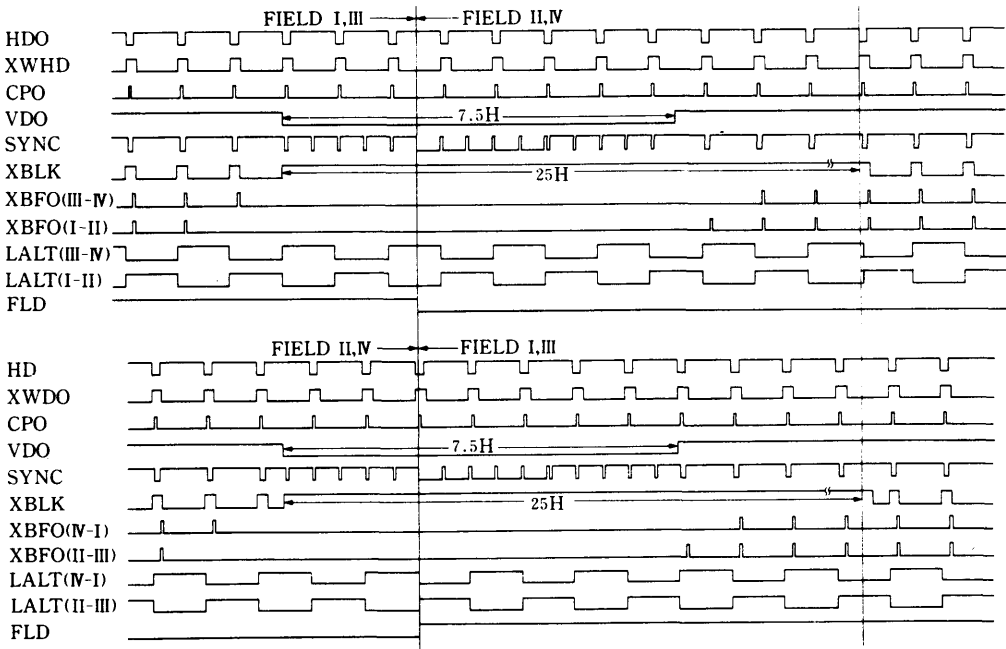 FIELD I,III FIELD II,IV
HDO
XWHD
CPO
VDO 7.5H
SYNC
XBLK 25H
XBFO(III-IV)
XBFO(I-II)
LALT(III-IV)
LALT(I-II)
FLD
FIELD II,IV FIELD I,III
HD
XWDO
CPO
VDO 7.5H
SYNC
XBLK 25H
XBFO(IV-I)
XBFO(II-III)
LALT(IV-I)
LALT(II-III)
FLD